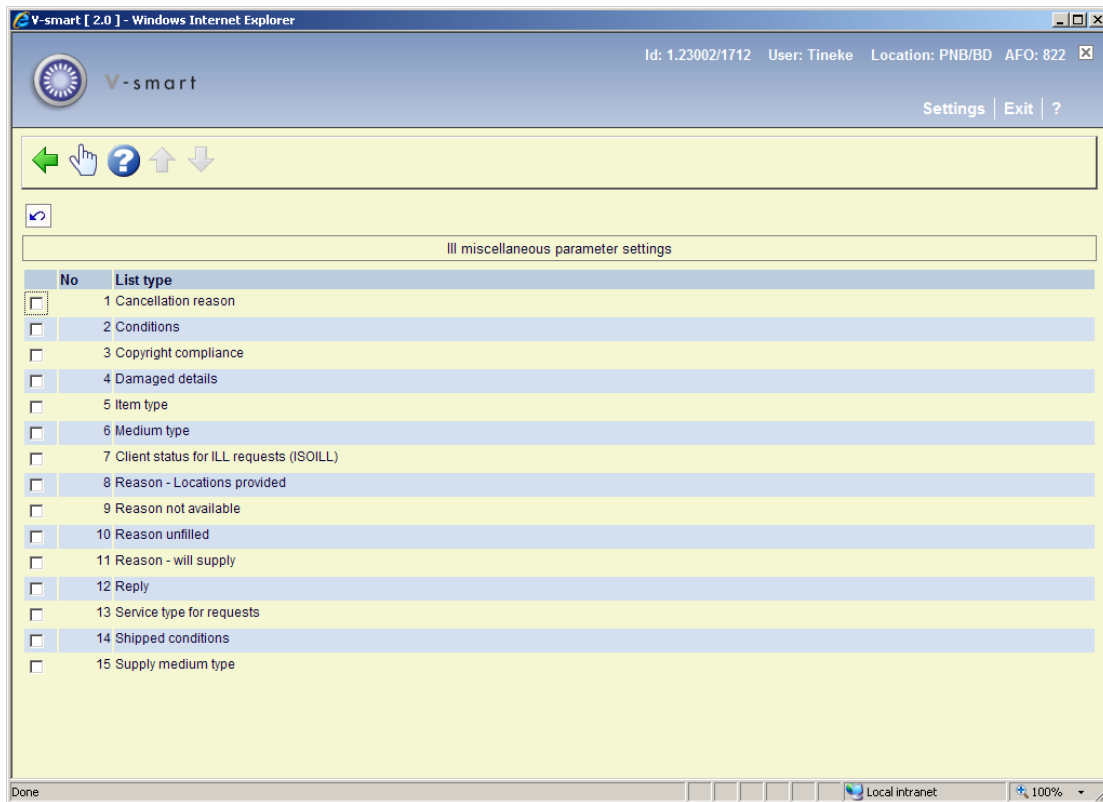 V-smart [ 2.0 ] - Windows Internet Explorer
Id: 1.23002/1712 User: Tineke Location: PNB/BD AFO: 822
V-smart
Settings Exit ?
Ill miscellaneous parameter settings
No List type
1 Cancellation reason
2 Conditions
3 Copyright compliance
4 Damaged details
5 Item type
6 Medium type
7 Client status for ILL requests (ISOILL)
8 Reason - Locations provided
9 Reason not available
10 Reason unfilled
11 Reason - will supply
12 Reply
13 Service type for requests
14 Shipped conditions
15 Supply medium type
Done Local intranet 100%